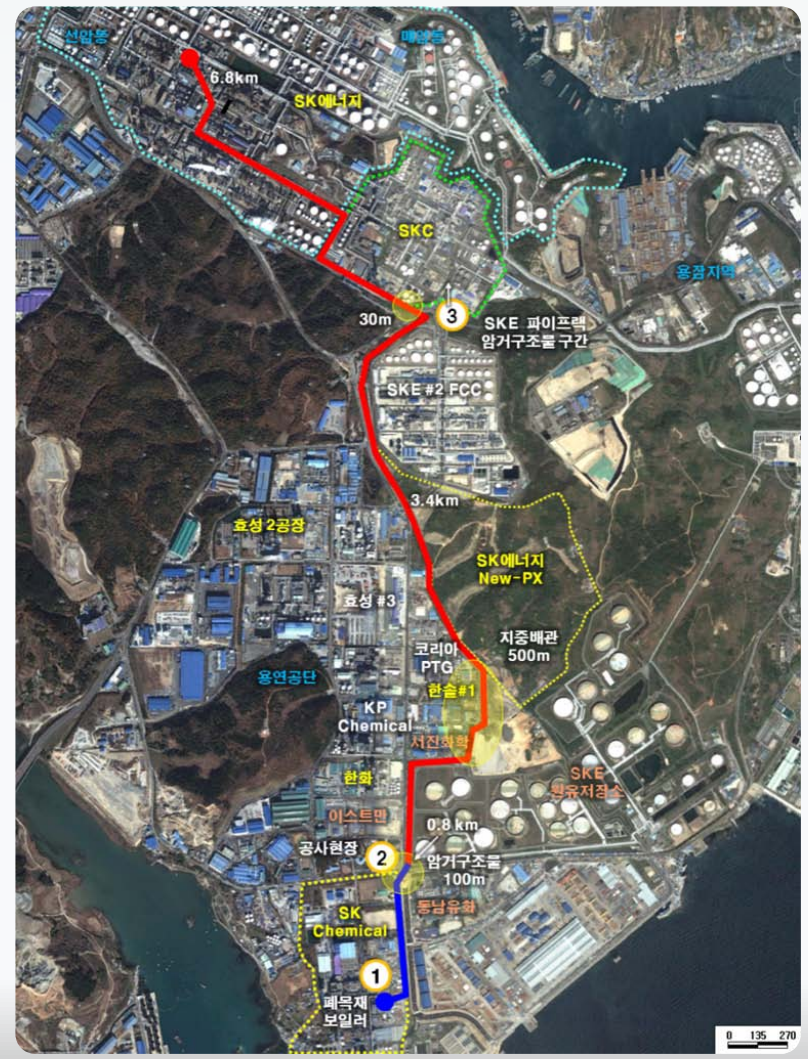 선암동
매암동
6.8km
SK에너지
SKC
용잠지역
30m
3
SKE 파이프랙
암거구조물 구간
SKE #2 FCC
3.4km
효성 2공장
SK에너지
New-PX
효성 #3
지중배관
500m
코리아
PTG
용연공단
한솔#1
KP
Chemical
서진화학
한화
SKE
원유저장소
이스트만
0.8 km
공사현장
2
암거구조물
100m
SK
Chemical
동남유화
1
폐목재
보일러
0 135 270